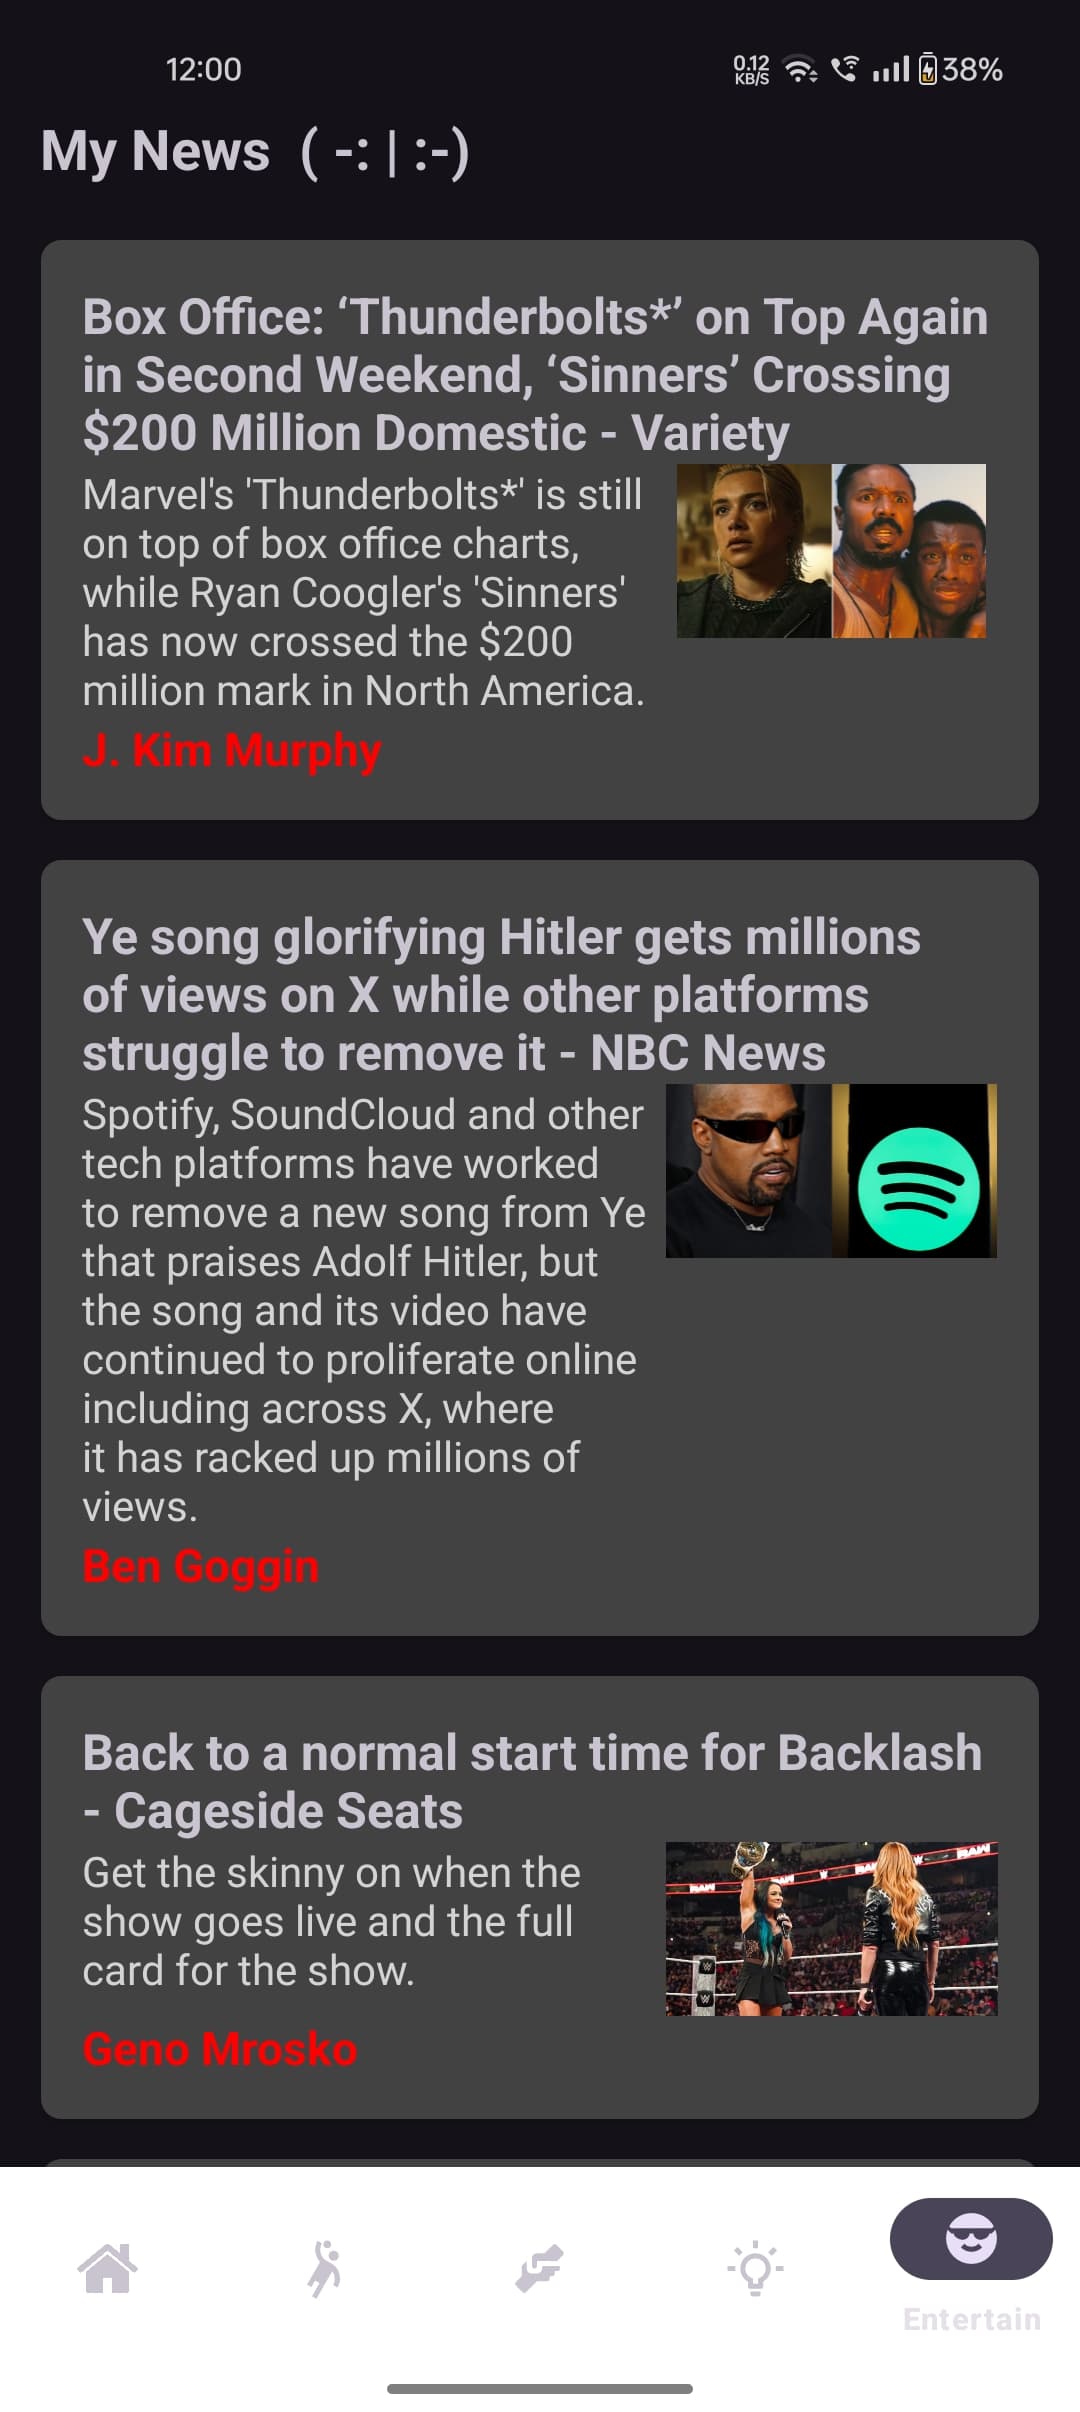 12:00
0.12
KB/S
38%
My News ( -: | :-)
Box Office: ‘Thunderbolts*’ on Top Again
in Second Weekend, ‘Sinners’ Crossing
$200 Million Domestic - Variety
Marvel's 'Thunderbolts*' is still
on top of box office charts,
while Ryan Coogler's 'Sinners'
has now crossed the $200
million mark in North America.
J. Kim Murphy
Ye song glorifying Hitler gets millions
of views on X while other platforms
struggle to remove it - NBC News
Spotify, SoundCloud and other
tech platforms have worked
to remove a new song from Ye
that praises Adolf Hitler, but
the song and its video have
continued to proliferate online
including across X, where
it has racked up millions of
views.
Ben Goggin
Back to a normal start time for Backlash
- Cageside Seats
Get the skinny on when the
show goes live and the full
card for the show.
RAW
RAW
RAW
Geno Mrosko
Entertain